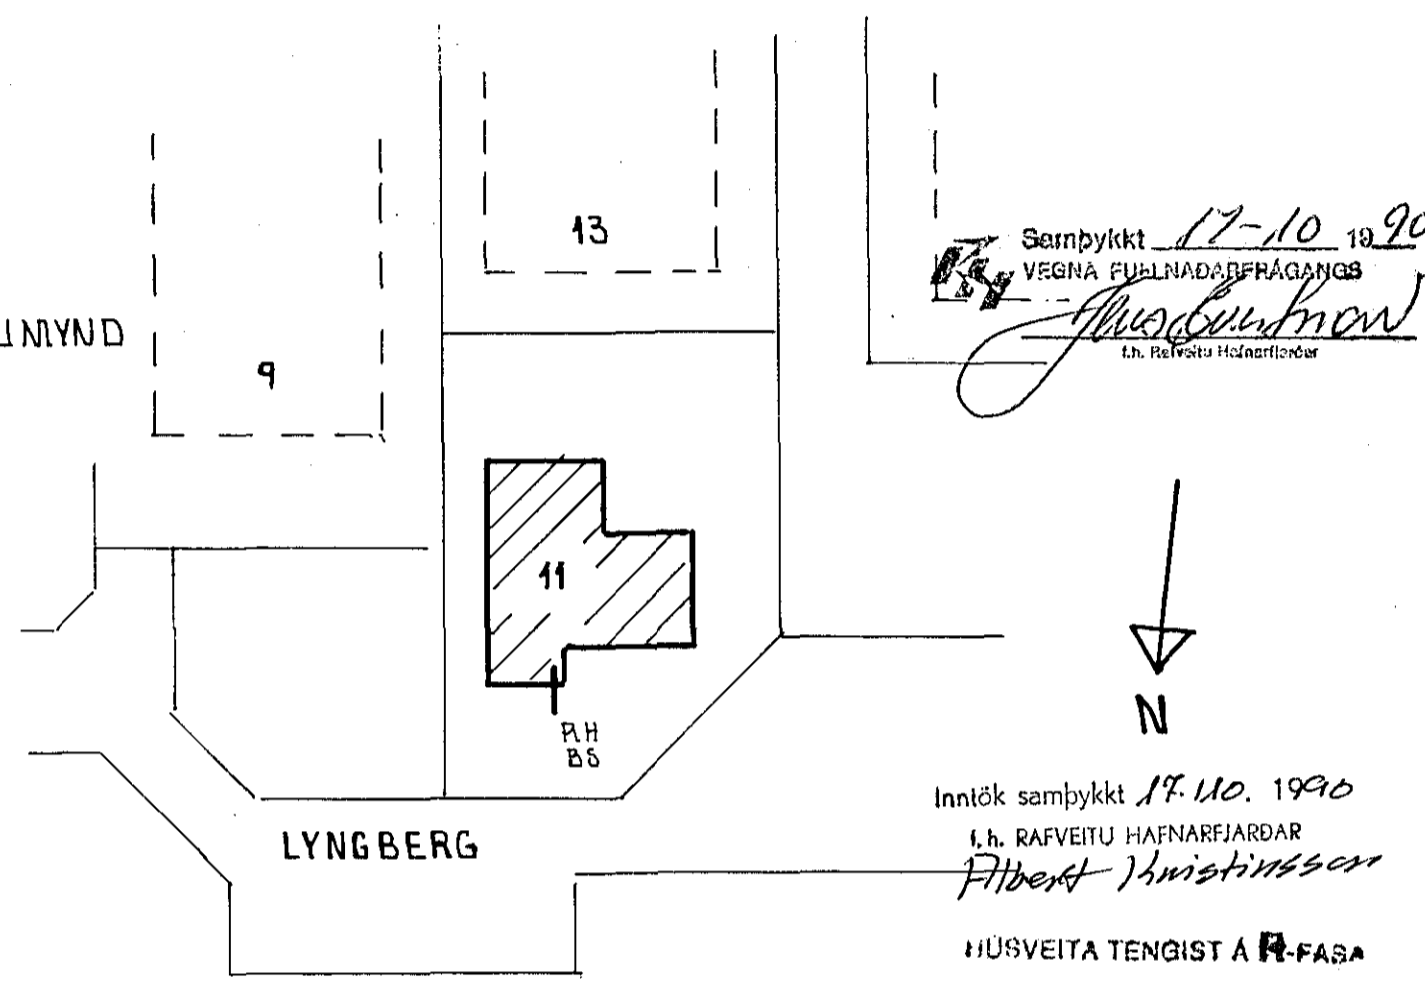 13
Samþykkt 17-10 1990
VEGNA FULLNAÐARFRÁGANGS
f.h. Rafveitu Hafnarfjarðar
9
11
N
RH
BS
LYNGBERG
Inntök samþykkt 17.10. 1990
f.h. RAFVEITU HAFNARFJARÐAR
Albert Kristinsson
HÚSVEITA TENGIST Á R-FASA